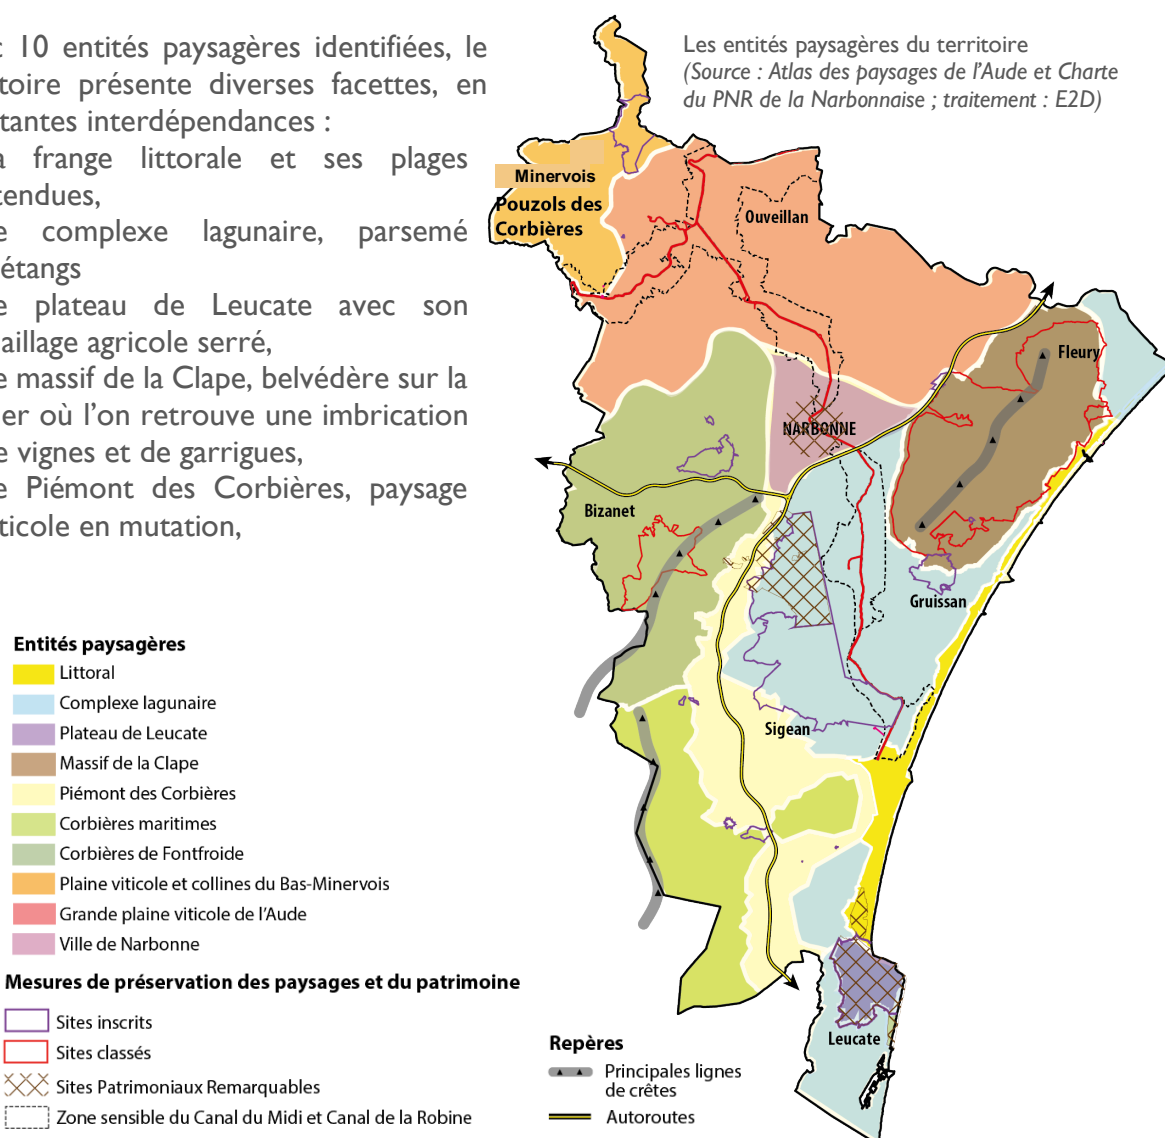 : 10 entités paysagères identifiées, le
itoire présente diverses facettes, en
tantes interdépendances :
a frange littorale et ses plages
tendues,
e complexe lagunaire, parsemé
étangs
e plateau de Leucate avec son
aillage agricole serré,
e massif de la Clape, belvédère sur la
er où l’on retrouve une imbrication
e vignes et de garrigues,
e Piémont des Corbières, paysage
ticole en mutation,
Les entités paysagères du territoire
(Source : Atlas des paysages de l’Aude et Charte
du PNR de la Narbonnaise ; traitement : E2D)
Minervois
Pouzols des
Corbières
Ouveillan
Fleury
NARBONNE
Bizanet
Gruissan
Sigean
Leucate
Entités paysagères
Littoral
Complexe lagunaire
Plateau de Leucate
Massif de la Clape
Piémont des Corbières
Corbières maritimes
Corbières de Fontfroide
Plaine viticole et collines du Bas-Minervois
Grande plaine viticole de l’Aude
Ville de Narbonne
Mesures de préservation des paysages et du patrimoine
Sites inscrits
Sites classés
Sites Patrimoniaux Remarquables
Zone sensible du Canal du Midi et Canal de la Robine
Repères
Principales lignes
de crêtes
Autoroutes